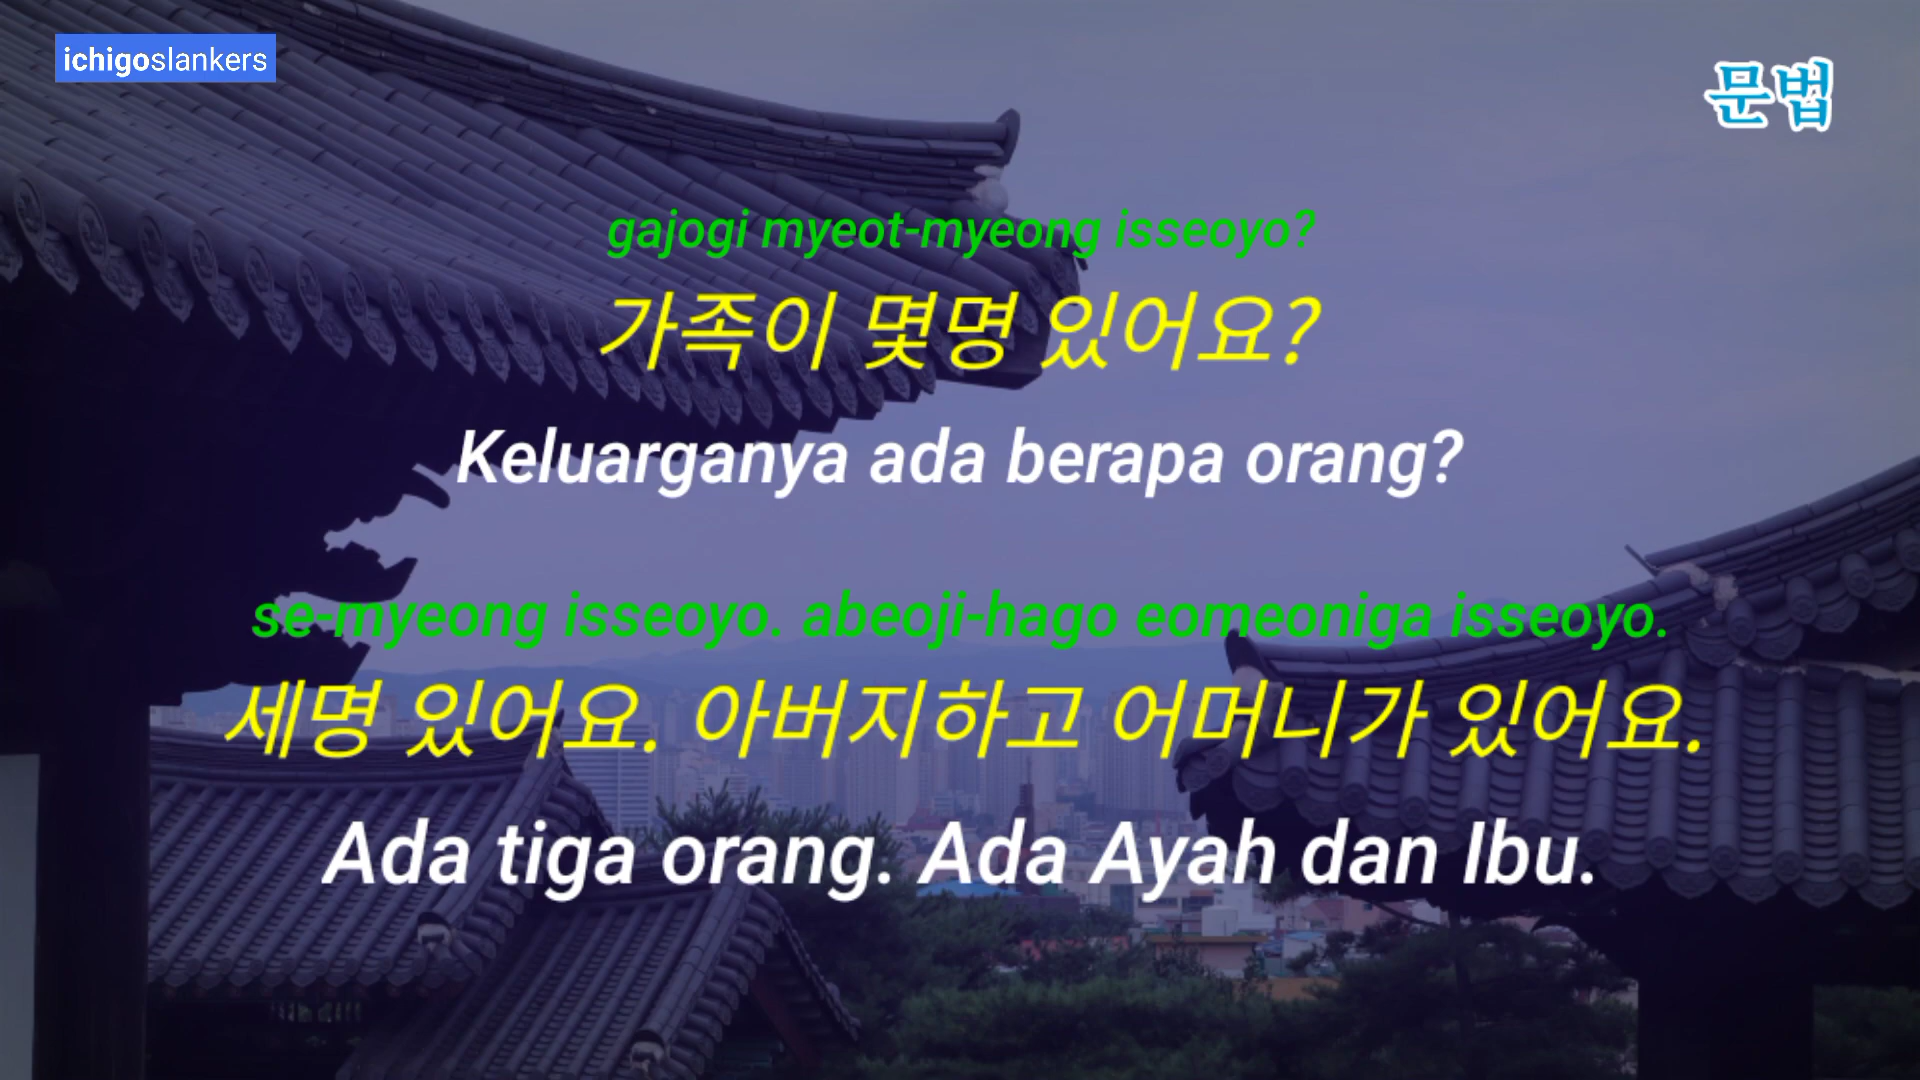 ichigoslankers
문법
gajogi myeot-myeong isseoyo?
가족이 몇명 있어요?
Keluarganya ada berapa orang?
se-myeong isseoyo. abeoji-hago eomeoniga isseoyo.
세명 있어요. 아버지하고 어머니가 있어요.
Ada tiga orang. Ada Ayah dan Ibu.